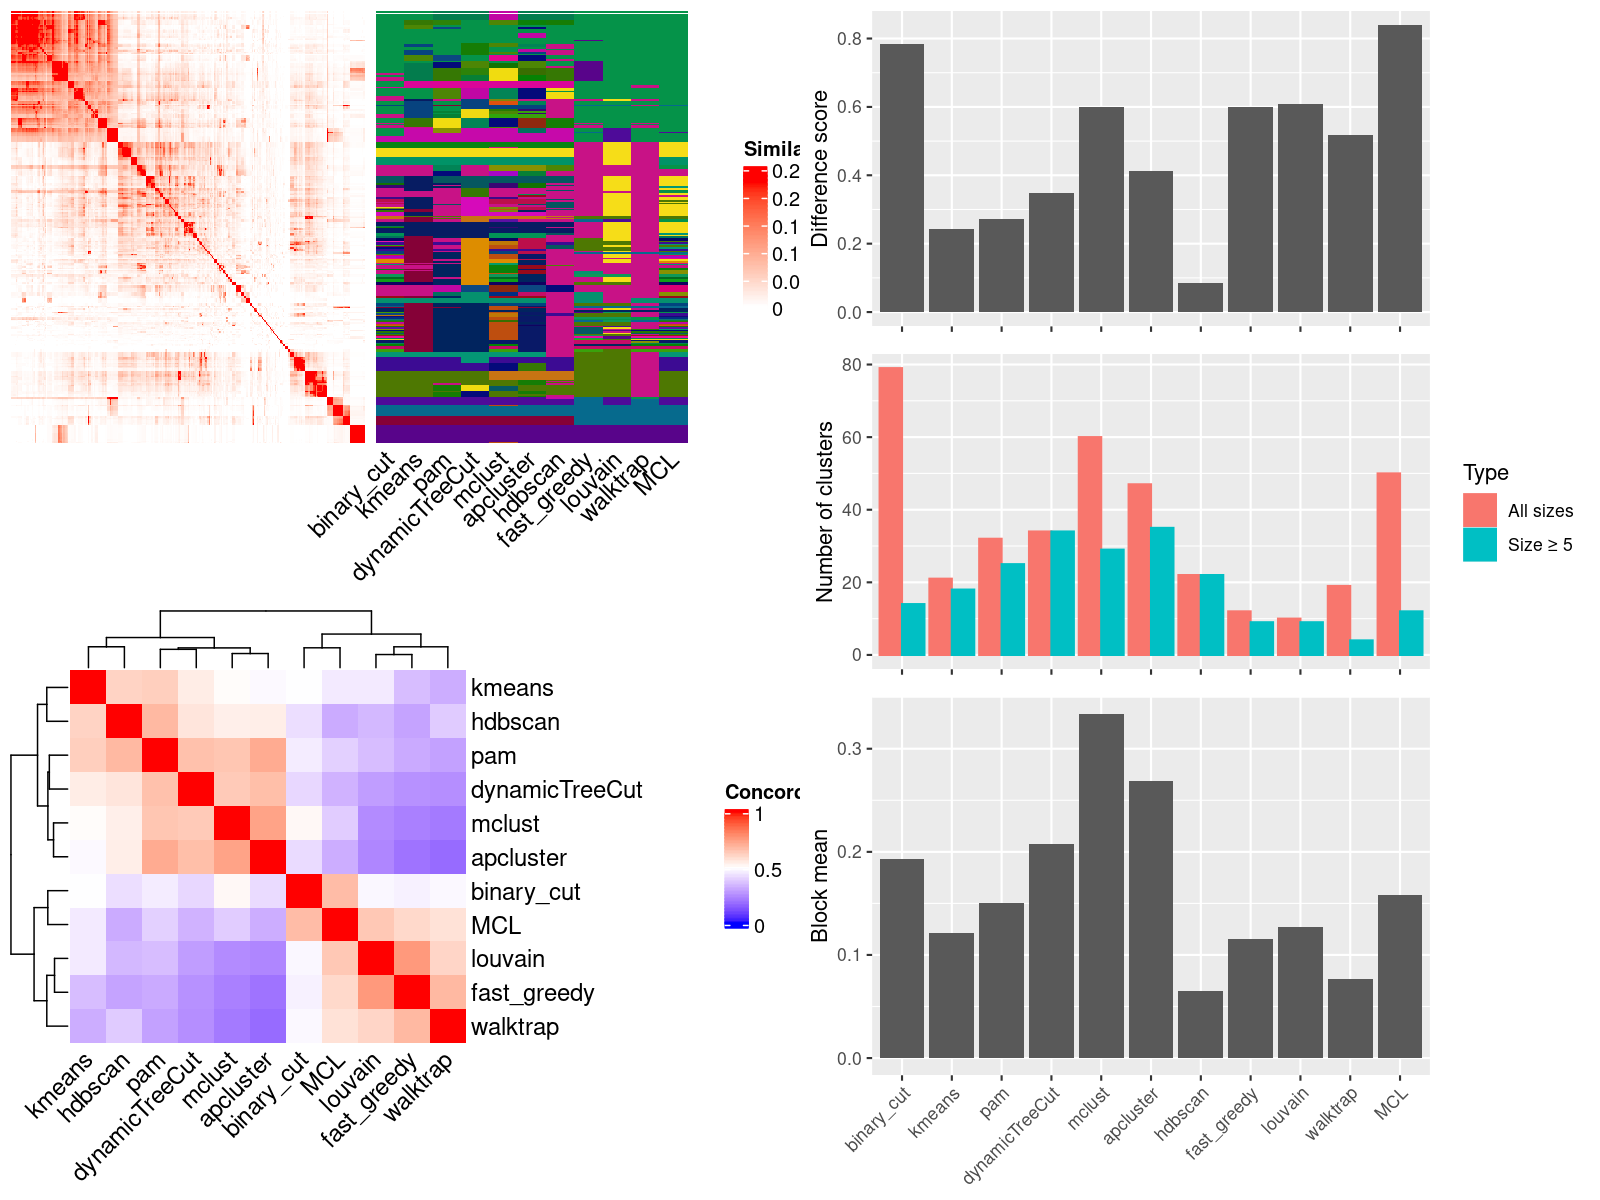 Simila
0.2
0.2
0.1
0.1
0.0
0
binary_cut
kmeans
pam
dynamicTreeCut
mclust
apcluster
hdbscan
fast_greedy
louvain
walktrap
MCL
Difference score
0.8
0.6
0.4
0.2
0.0
Number of clusters
80
60
40
20
0
Type
All sizes
Size ≥ 5
kmeans
hdbscan
pam
dynamicTreeCut
mclust
apcluster
binary_cut
MCL
louvain
fast_greedy
walktrap
kmeans
hdbscan
pam
dynamicTreeCut
mclust
apcluster
binary_cut
MCL
louvain
fast_greedy
walktrap
Concord
1
0.5
0
Block mean
0.3
0.2
0.1
0.0
binary_cut
kmeans
pam
dynamicTreeCut
mclust
apcluster
hdbscan
fast_greedy
louvain
walktrap
MCL